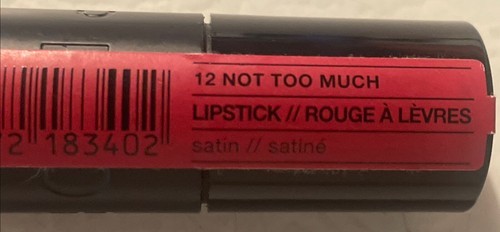 12 NOT TOO MUCH
LIPSTICK // ROUGE À LÈVRES
2 183402
satin // satiné